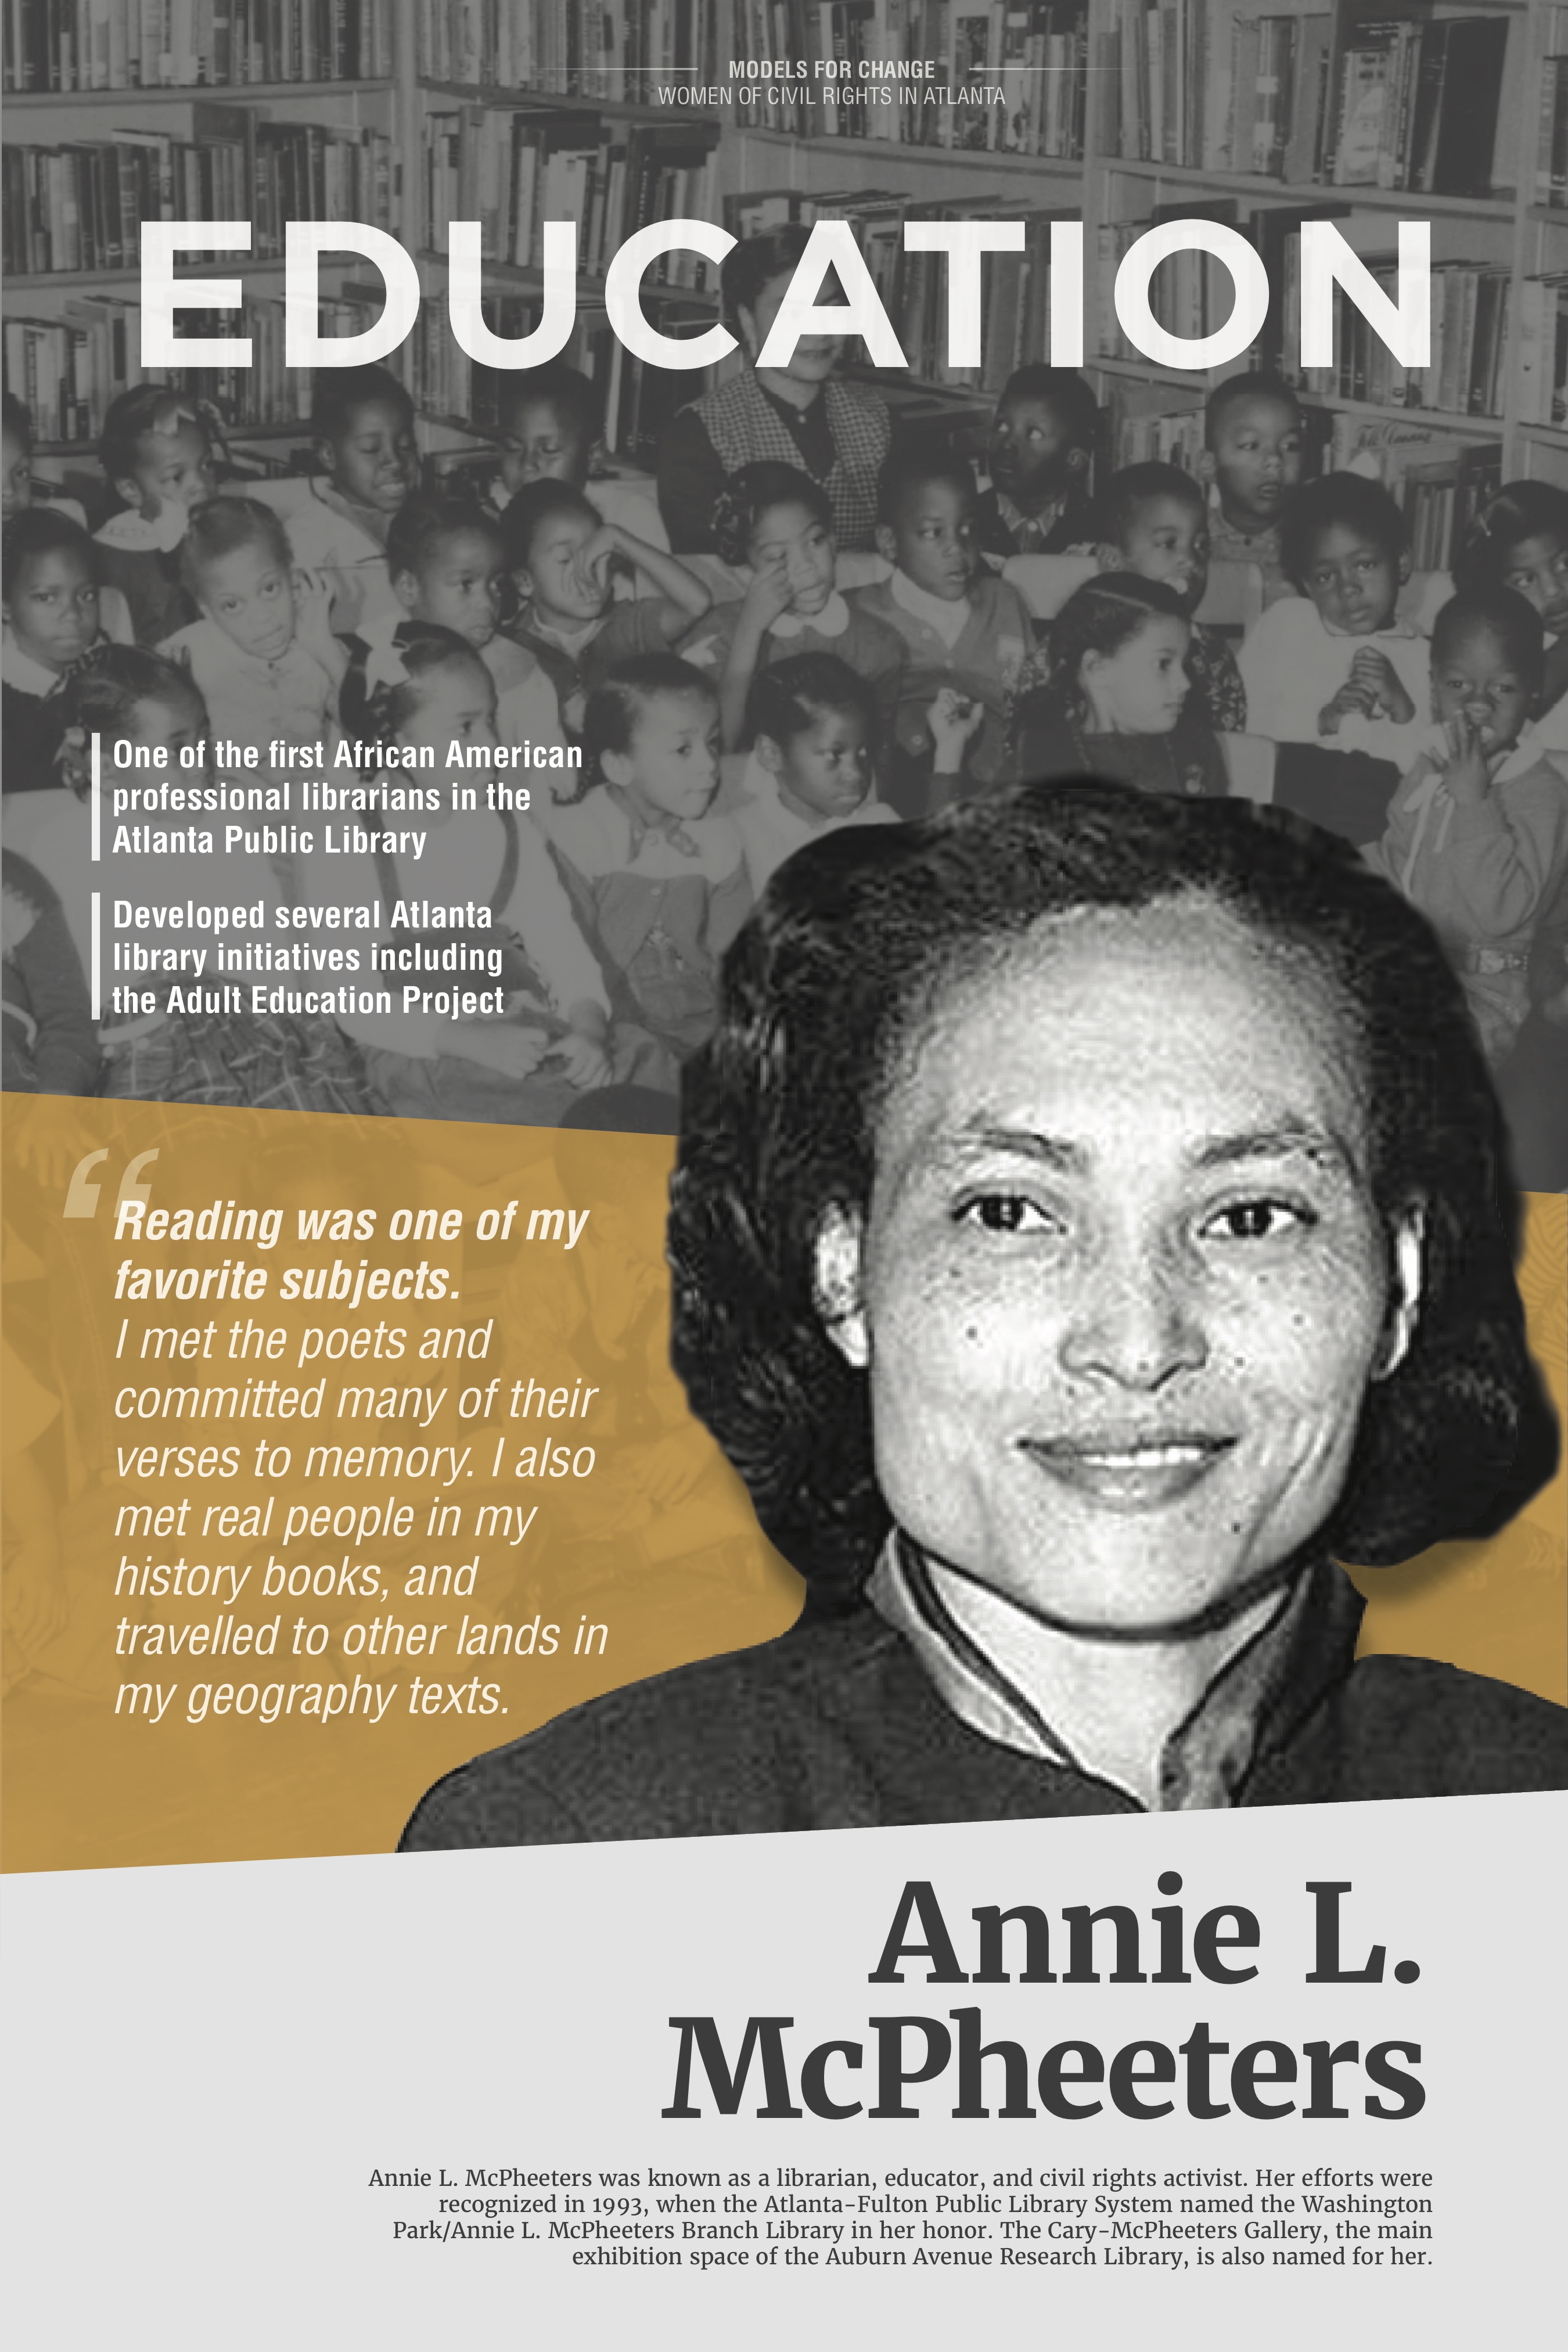 MODELS FOR CHANGE
WOMEN OF CIVIL RIGHTS IN ATLANTA
EDUCATION
One of the first African American
professional librarians in the
Atlanta Public Library
Developed several Atlanta
library initiatives including
the Adult Education Project
“Reading was one of my
favorite subjects.
I met the poets and
committed many of their
verses to memory. I also
met real people in my
history books, and
travelled to other lands in
my geography texts.
Annie L.
McPheeters
Annie L. McPheeters was known as a librarian, educator, and civil rights activist. Her efforts were
recognized in 1993, when the Atlanta-Fulton Public Library System named the Washington
Park/Annie L. McPheeters Branch Library in her honor. The Cary-McPheeters Gallery, the main
exhibition space of the Auburn Avenue Research Library, is also named for her.